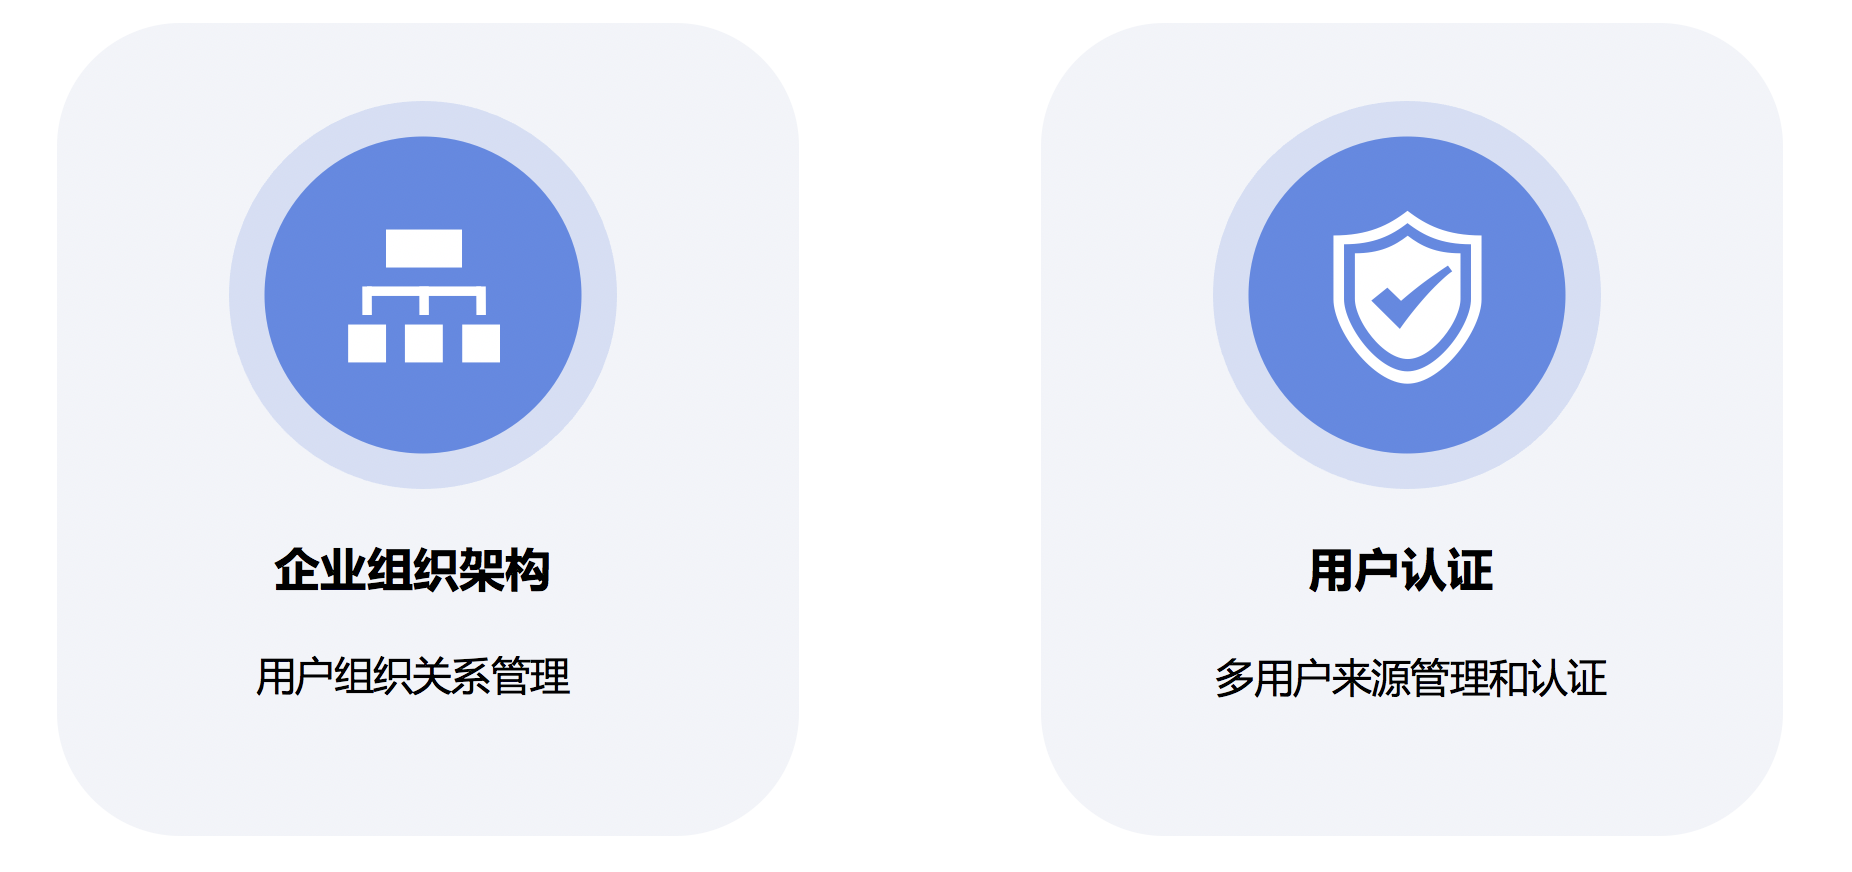 企业组织架构
用户组织关系管理
用户认证
多用户来源管理和认证